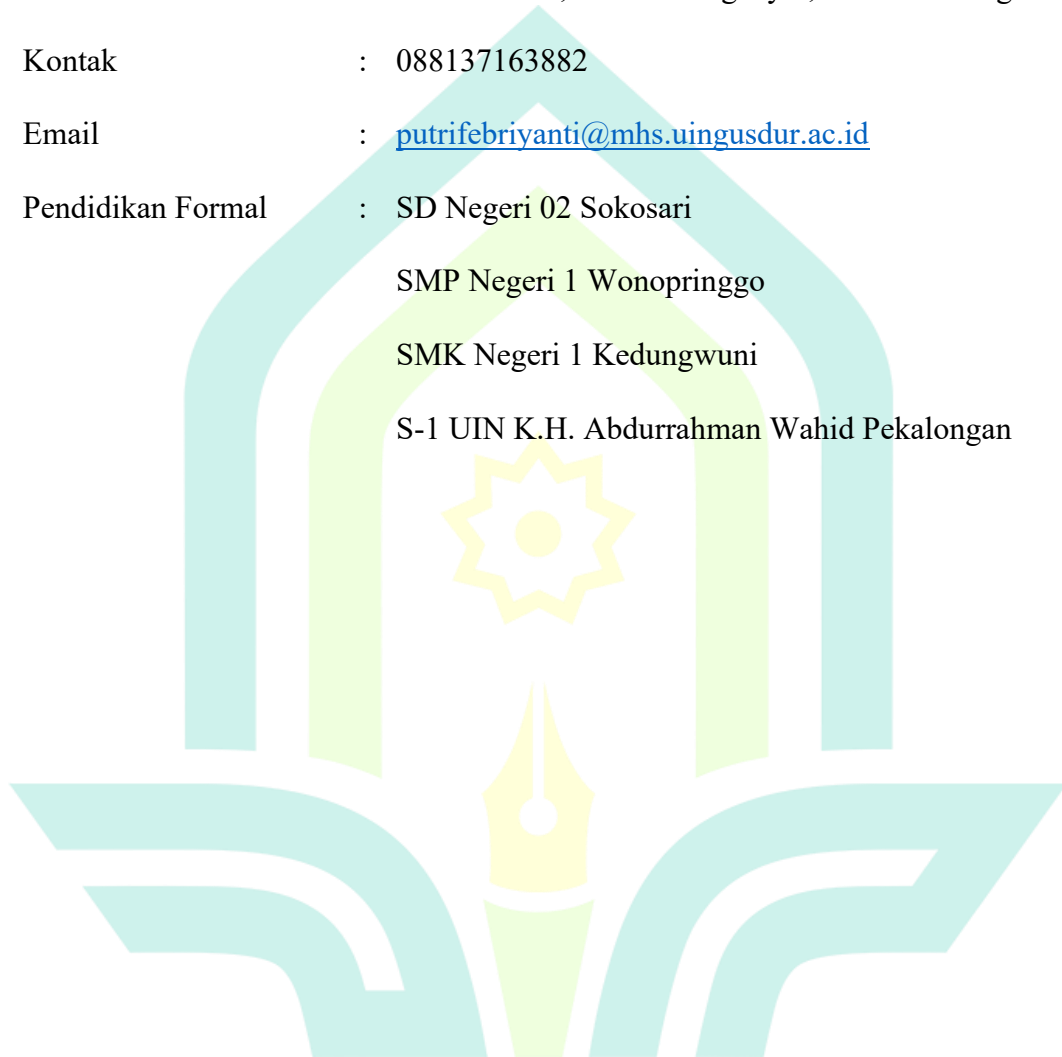 Kontak : 088137163882
Email : putrifebriyanti@mhs.uingusdur.ac.id
Pendidikan Formal : SD Negeri 02 Sokosari
SMP Negeri 1 Wonopringgo
SMK Negeri 1 Kedungwuni
S-1 UIN K.H. Abdurrahman Wahid Pekalongan